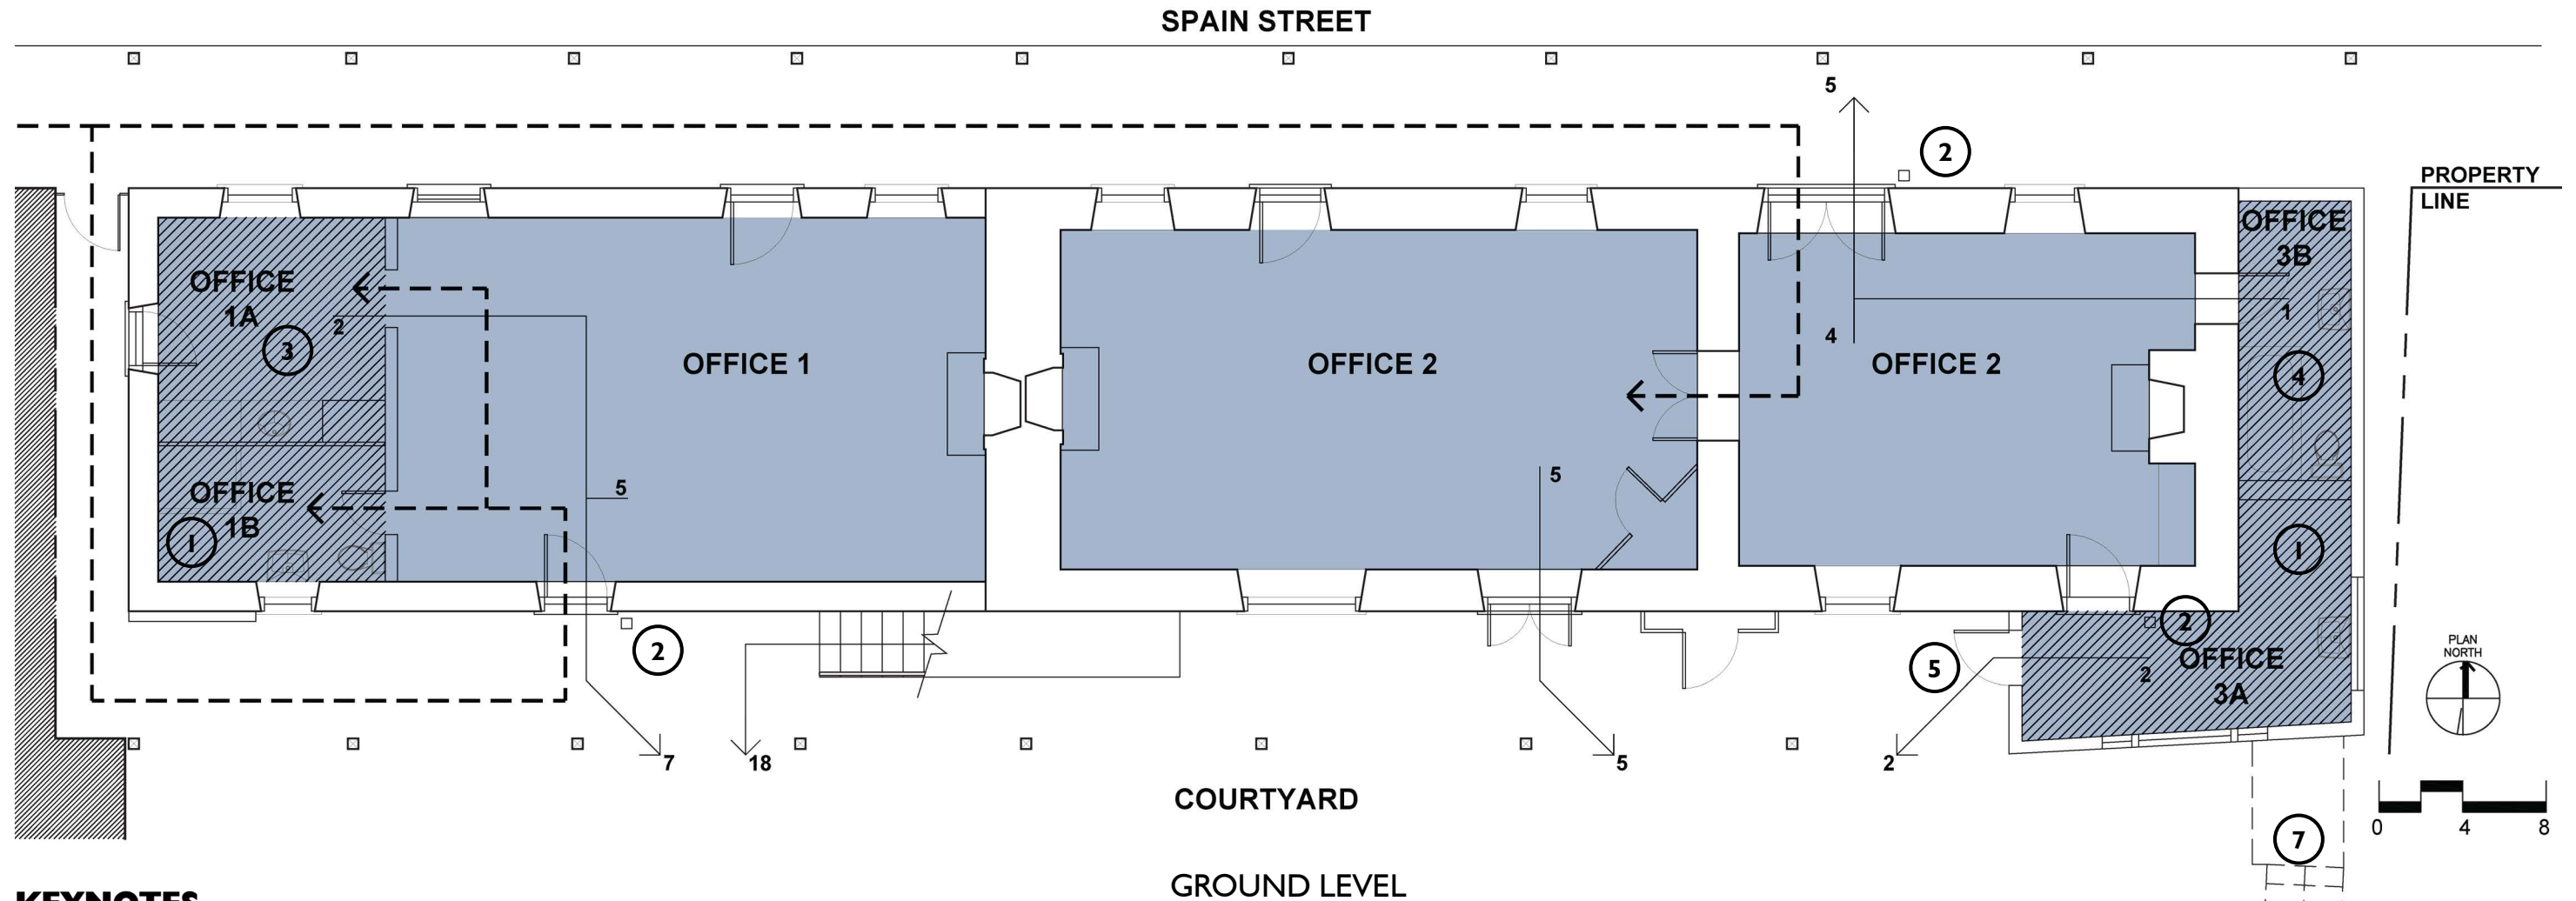 SPAIN STREET
5
2
PROPERTY
LINE
OFFICE
3B
OFFICE
1A
2
3
OFFICE 1
OFFICE 2
4
OFFICE 2
1
4
OFFICE
1B
1
5
5
1
2
2
OFFICE
3A
2
5
PLAN
NORTH
7
18
5
2
COURTYARD
0 4 8
7
GROUND LEVEL
KEYNOTES